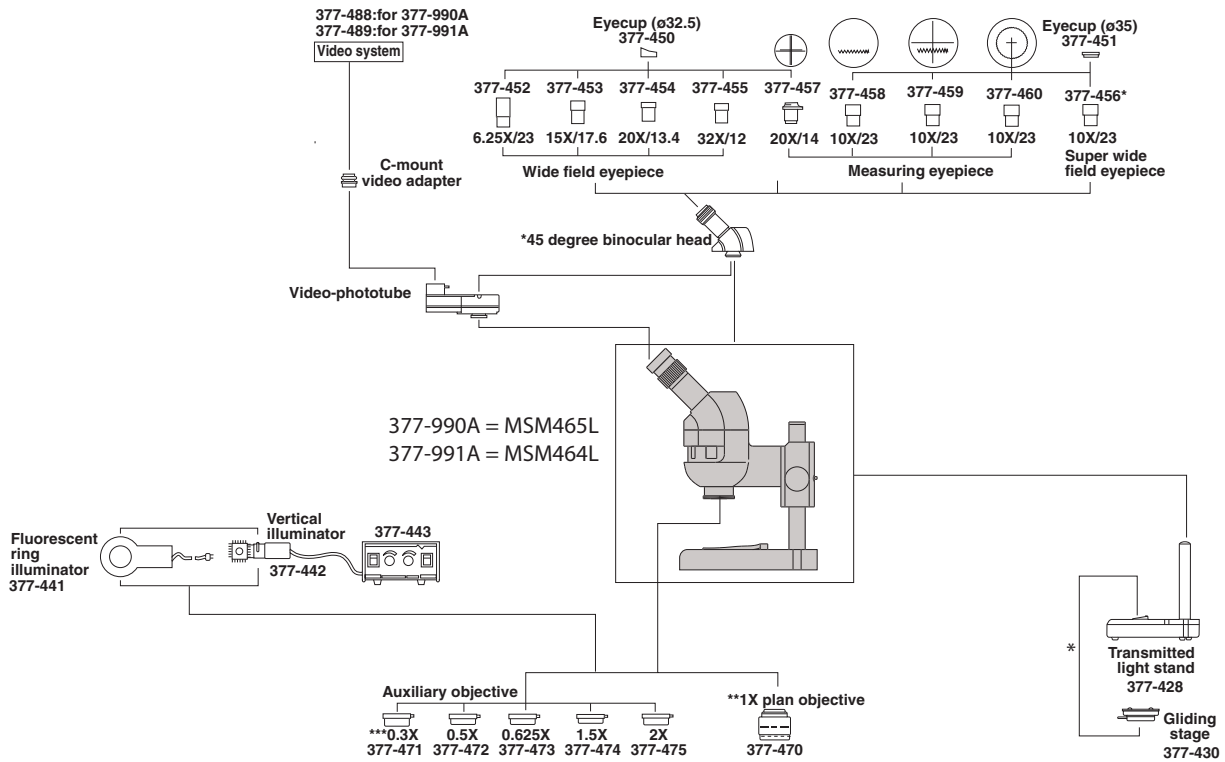 377-488:for 377-990A
377-489:for 377-991A
Video system
Eyecup (ø32.5)
377-450
Eyecup (ø35)
377-451
377-452
377-453
377-454
377-455
377-457
377-458
377-459
377-460
377-456*
6.25X/23
15X/17.6
20X/13.4
32X/12
20X/14
10X/23
10X/23
10X/23
10X/23
Wide field eyepiece
Measuring eyepiece
Super wide
field eyepiece
C-mount
video adapter
*45 degree binocular head
Video-phototube
377-990A = MSM465L
377-991A = MSM464L
Fluorescent
ring
illuminator
377-441
Vertical
illuminator
377-442
377-443
*
Transmitted
light stand
377-428
Gliding
stage
377-430
Auxiliary objective
***0.3X
377-471
0.5X
377-472
0.625X
377-473
1.5X
377-474
2X
377-475
**1X plan objective
377-470